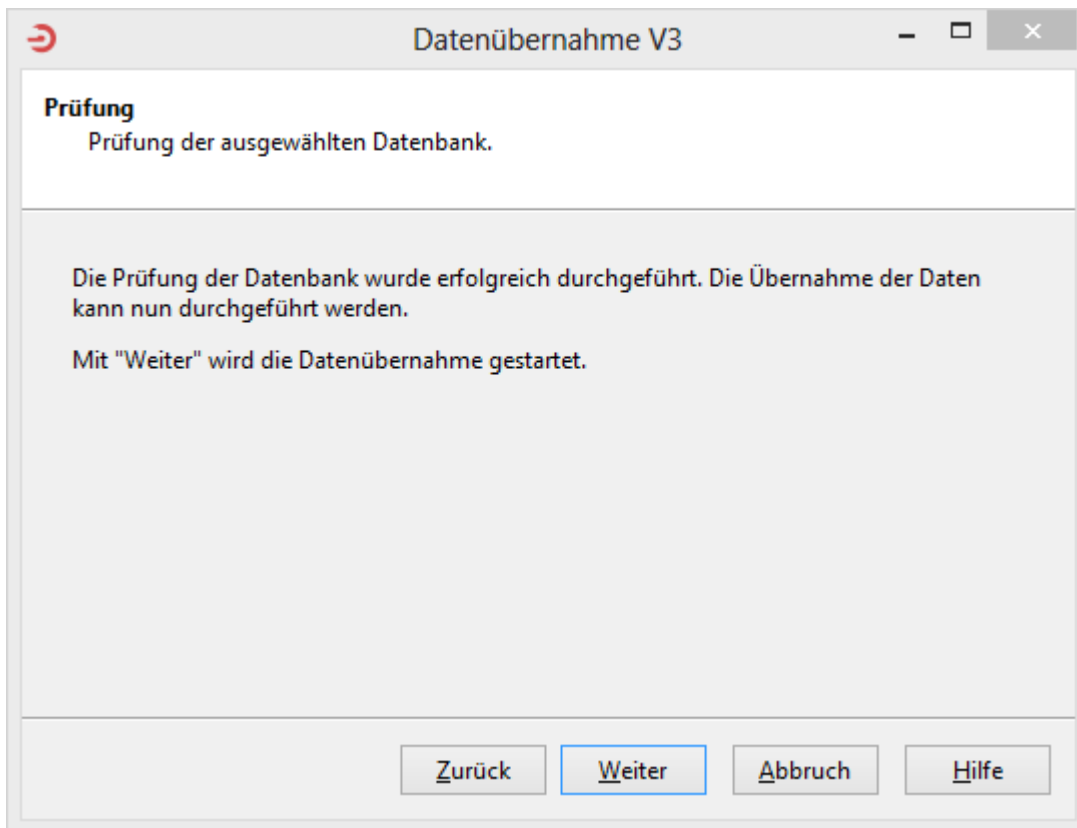 Datenübernahme V3
Prüfung
Prüfung der ausgewählten Datenbank.
Die Prüfung der Datenbank wurde erfolgreich durchgeführt. Die Übernahme der Daten
kann nun durchgeführt werden.
Mit "Weiter" wird die Datenübernahme gestartet.
Zurück Weiter Abbruch Hilfe